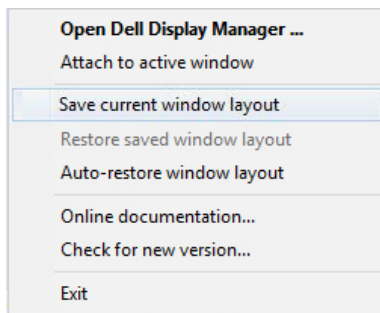 Open Dell Display Manager ...
Attach to active window
Save current window layout
Restore saved window layout
Auto-restore window layout
Online documentation...
Check for new version...
Exit